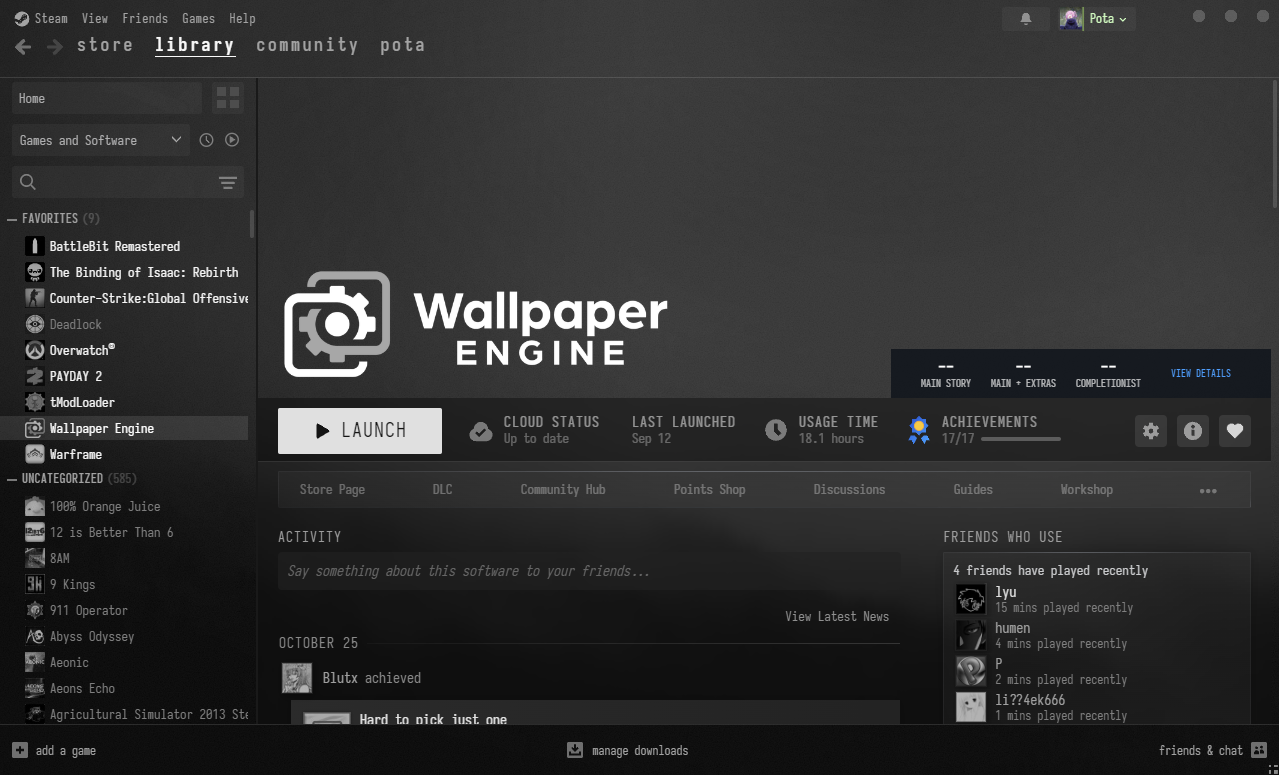 Steam View Friends Games Help
Pota
store library community pota
Home
Games and Software
FAVORITES (9)
BattleBit Remastered
The Binding of Isaac: Rebirth
Counter-Strike:Global Offensive
Deadlock
Overwatch®
PAYDAY 2
tModLoader
Wallpaper Engine
Warframe
UNCATEGORIZED (585)
100% Orange Juice
12 is Better Than 6
8AM
9 Kings
911 Operator
Abyss Odyssey
Aeonic
Aeons Echo
Agricultural Simulator 2013 Ste
Wallpaper
ENGINE
-- -- --
MAIN STORY MAIN + EXTRAS COMPLETIONIST
VIEW DETAILS
LAUNCH
CLOUD STATUS
Up to date
LAST LAUNCHED
Sep 12
USAGE TIME
18.1 hours
ACHIEVEMENTS
17/17
Store Page DLC Community Hub Points Shop Discussions Guides Workshop
ACTIVITY
Say something about this software to your friends...
View Latest News
OCTOBER 25
Blutx achieved
Hard to pick just one
FRIENDS WHO USE
4 friends have played recently
lyu
15 mins played recently
humen
4 mins played recently
P
2 mins played recently
li??4ek666
1 mins played recently
add a game
manage downloads
friends & chat